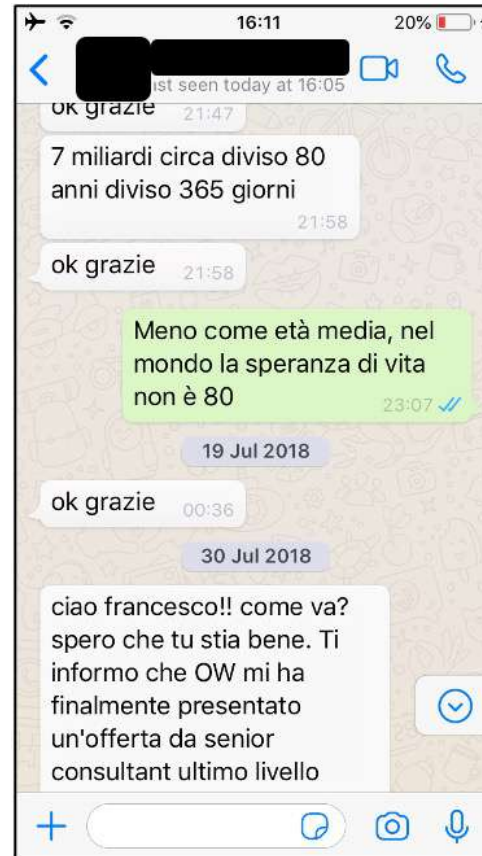 16:11
20%
ast seen today at 16:05
ok grazie 21:47
7 miliardi circa diviso 80
anni diviso 365 giorni
21:58
ok grazie 21:58
Meno come età media, nel
mondo la speranza di vita
non è 80
23:07
19 Jul 2018
ok grazie 00:36
30 Jul 2018
ciao francesco!! come va?
spero che tu stia bene. Ti
informo che OW mi ha
finalmente presentato
un'offerta da senior
consultant ultimo livello